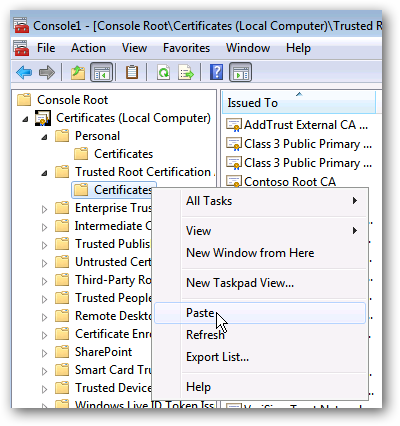 Console1 - [Console Root\Certificates (Local Computer)\Trusted R
File Action View Favorites Window Help
Console Root
Certificates (Local Computer)
Personal
Certificates
Trusted Root Certification
Certificates
Enterprise Trus
Intermediate C
Trusted Publis
Untrusted Cert
Third-Party Ro
Trusted People
Remote Deskto
Certificate Enro
SharePoint
Smart Card Trus
Trusted Device
Windows Live ID Token Iss
Issued To
AddTrust External CA ...
Class 3 Public Primary ...
Class 3 Public Primary ...
Contoso Root CA
All Tasks
View
New Window from Here
New Taskpad View...
Paste
Refresh
Export List...
Help